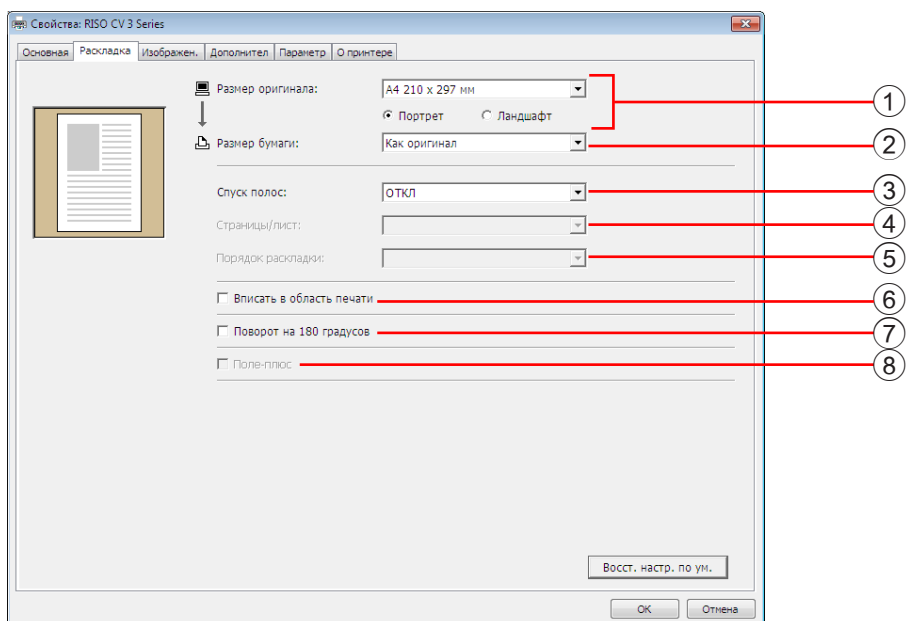 Свойства: RISO CV 3 Series
Основная Раскладка Изображен. Дополнител Параметр О принтере
Размер оригинала: A4 210 x 297 мм 1
Портрет Ландшафт
Размер бумаги: Как оригинал 2
Спуск полос: ОТКЛ 3
Страницы/лист: 4
Порядок раскладки: 5
Вписать в область печати 6
Поворот на 180 градусов 7
Поле-плюс 8
Восст. настр. по ум.
OK Отмена